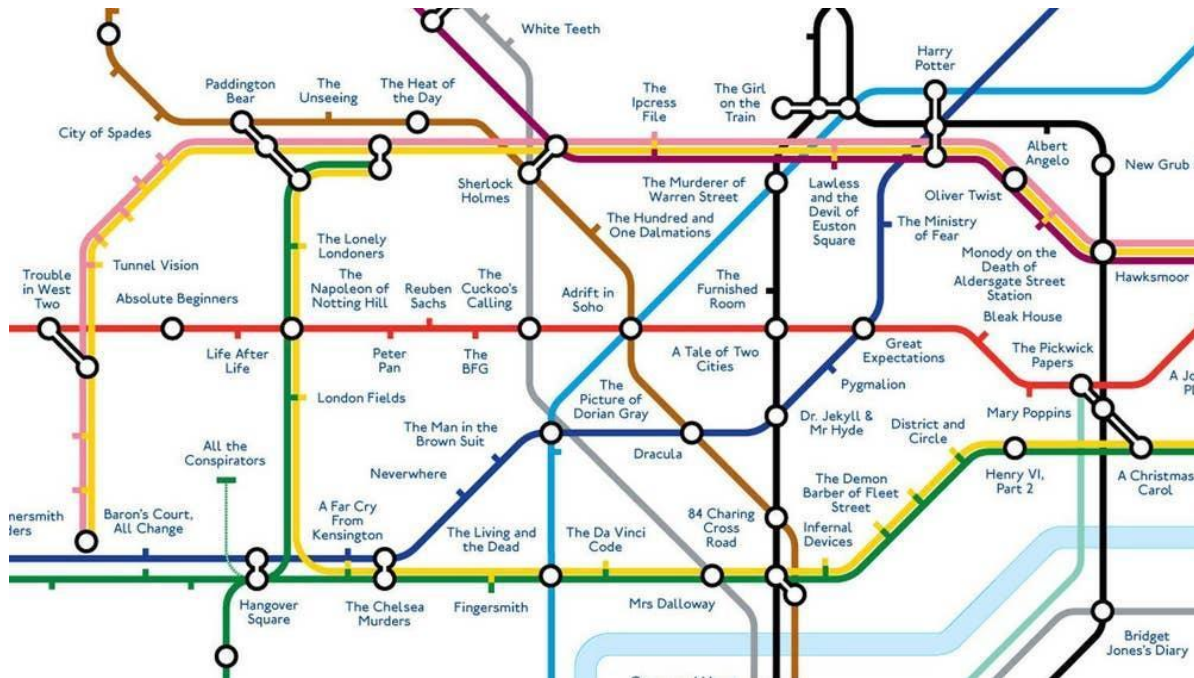 White Teeth
Harry
Potter
Paddington
Bear
The
Unseeing
The Heat of
the Day
The
Ipcress
File
The Girl
on the
Train
City of Spades
Albert
Angelo
New Grub
Sherlock
Holmes
The Murderer of
Warren Street
Lawless
and the
Devil of
Euston
Square
Oliver Twist
The Hundred and
One Dalmations
The Ministry
of Fear
The Lonely
Londoners
Tunnel Vision
Monody on the
Death of
Aldersgate Street
Station
Hawksmoor
Trouble
in West
Two
Absolute Beginners
The
Napoleon of
Notting Hill
Reuben
Sachs
The
Cuckoo's
Calling
Adrift in
Soho
The
Furnished
Room
Bleak House
Life After
Life
Peter
Pan
The
BFG
A Tale of Two
Cities
Great
Expectations
The Pickwick
Papers
Pygmalion
The
Picture of
Dorian Gray
London Fields
Mary Poppins
The Man in the
Brown Suit
Dr. Jekyll &
Mr Hyde
District and
Circle
All the
Conspirators
Dracula
Neverwhere
Henry VI,
Part 2
A Christmas
Carol
The Demon
Barber of Fleet
Street
Baron's Court,
All Change
A Far Cry
From
Kensington
The Living and
the Dead
The Da Vinci
Code
84 Charing
Cross
Road
Infernal
Devices
Hangover
Square
The Chelsea
Murders
Fingersmith
Mrs Dalloway
Bridget
Jones's Diary